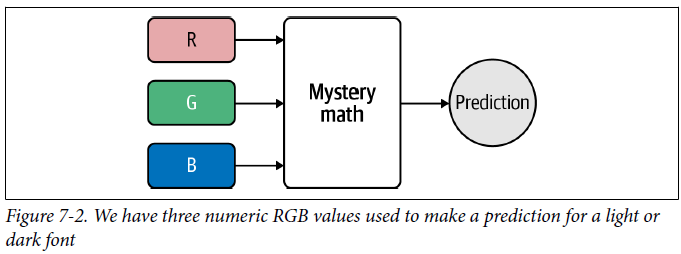 R
G
B
Mystery
math
Prediction
Figure 7-2. We have three numeric RGB values used to make a prediction for a light or
dark font